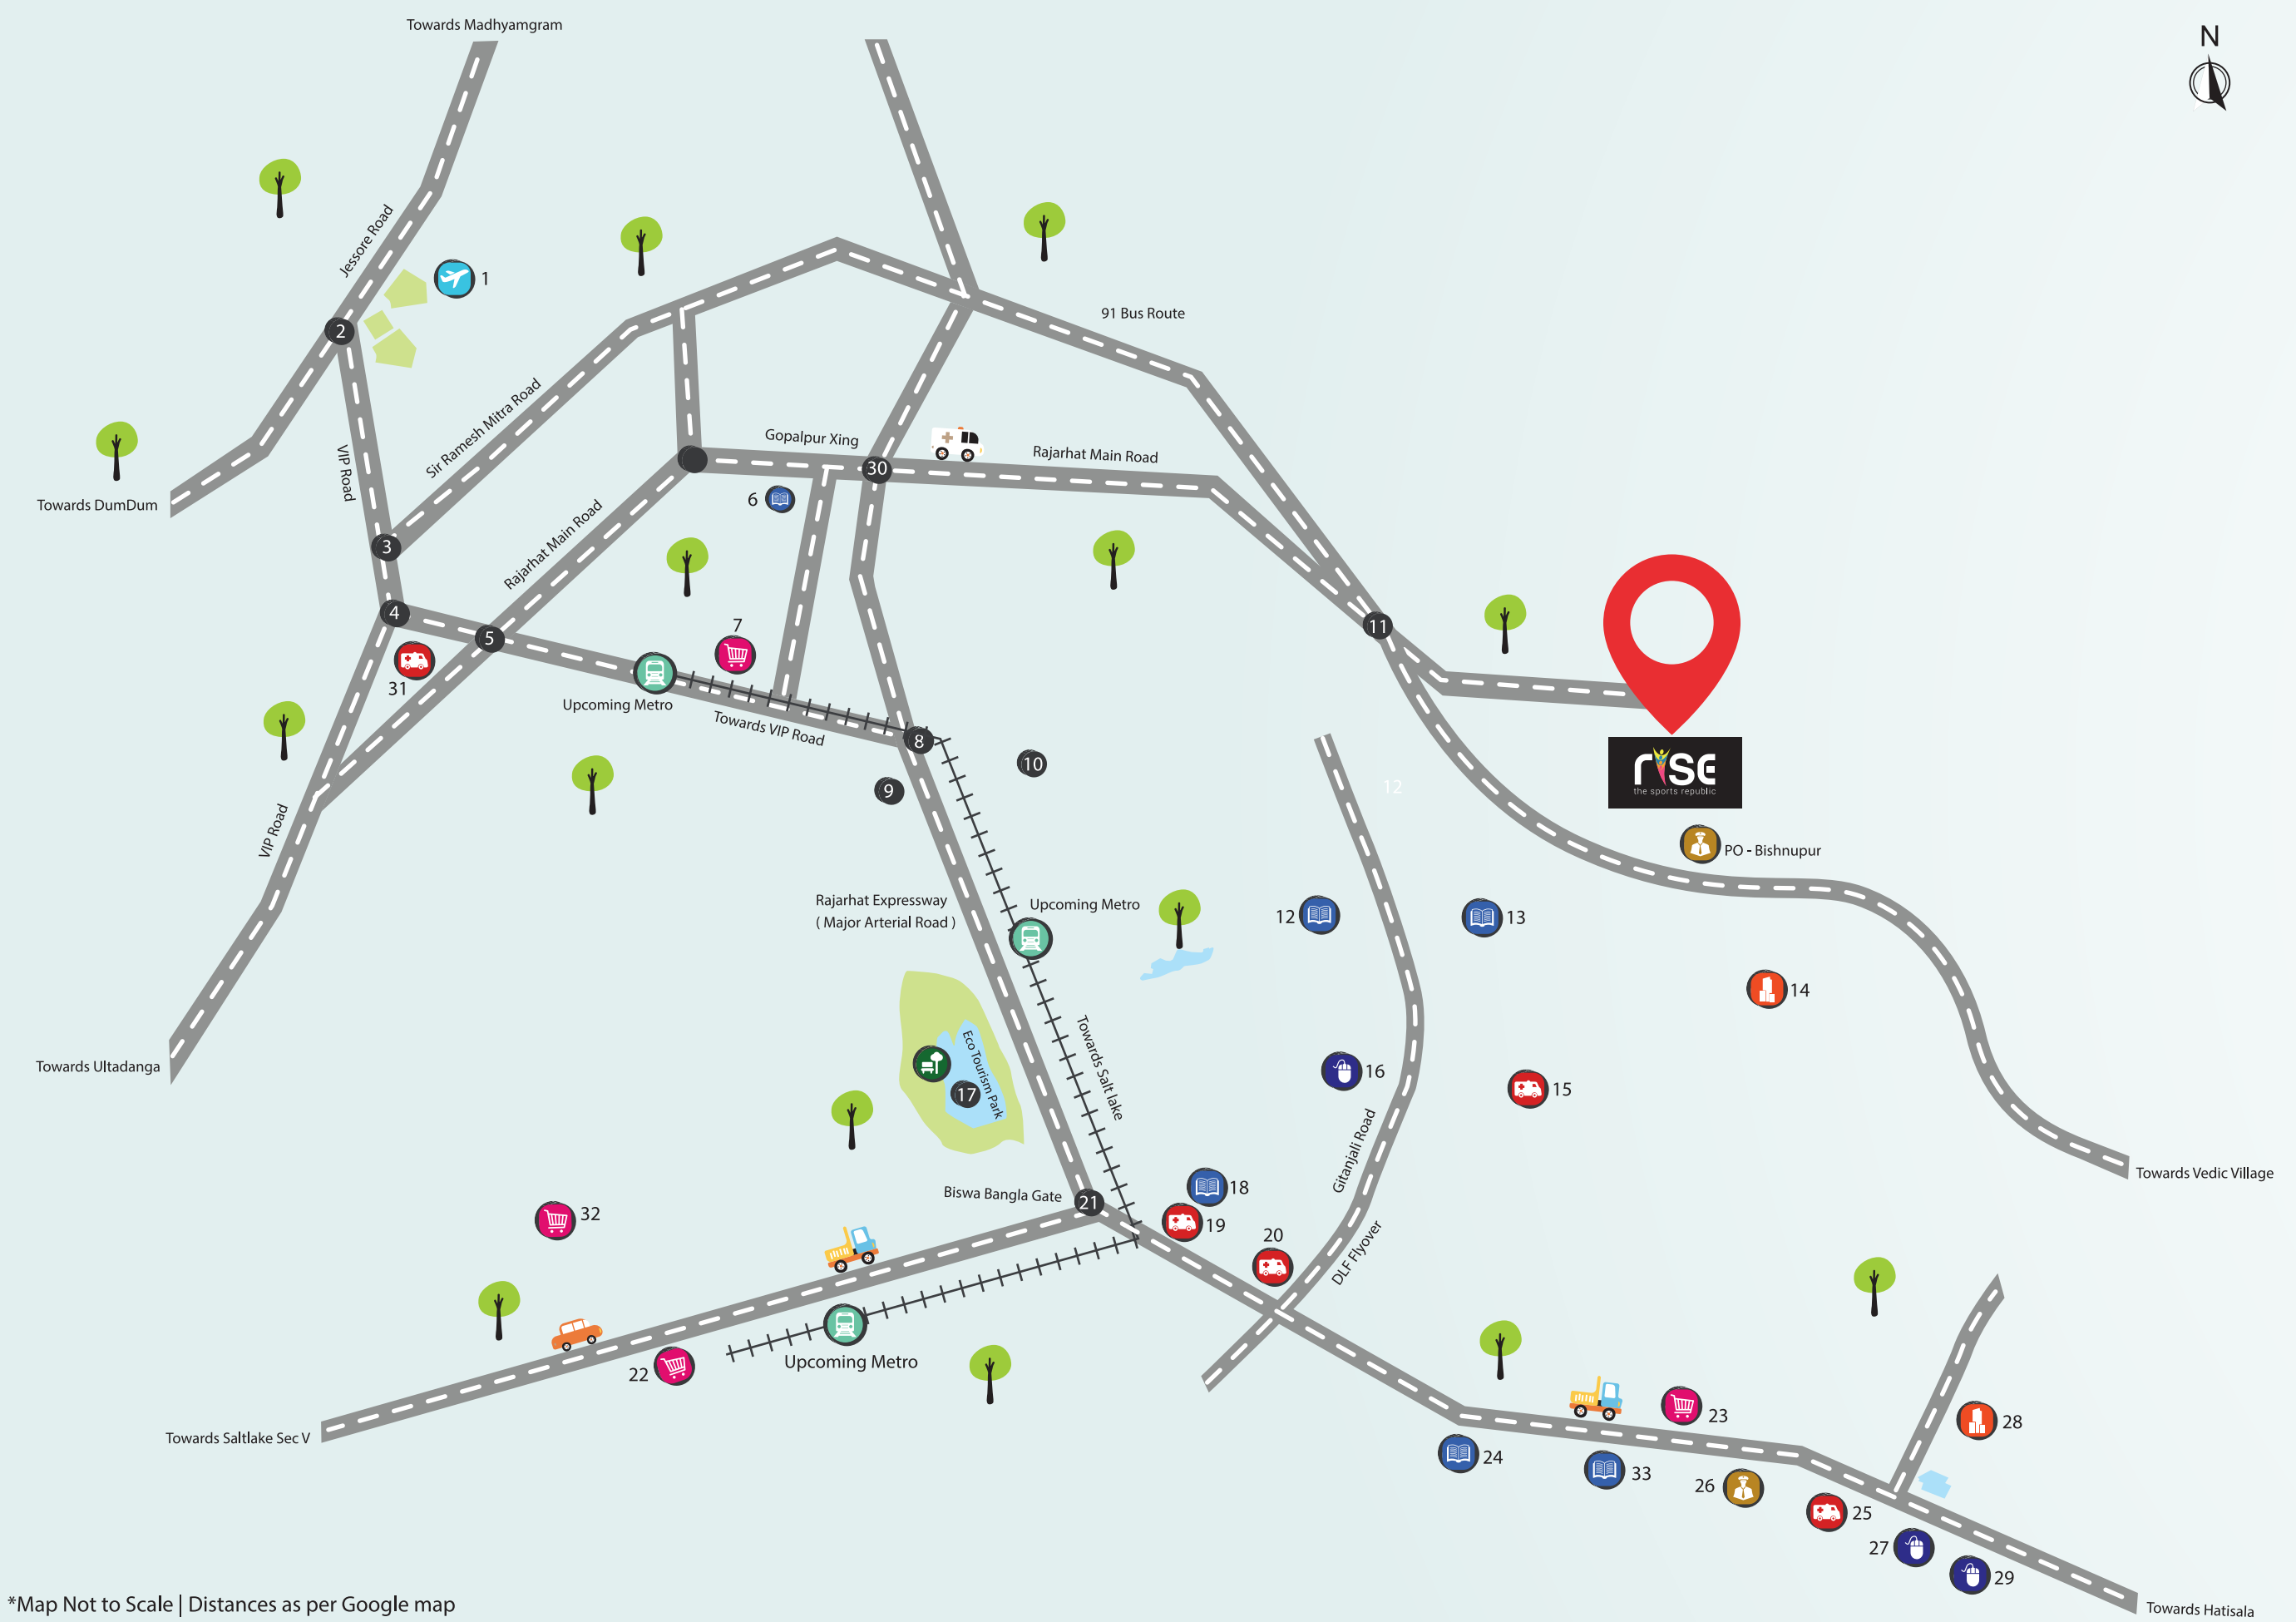 Towards Madhyamgram
N
Jessore Road
1
2
91 Bus Route
Sir Ramesh Mitra Road
VIP Road
Gopalpur Xing
30
Rajarhat Main Road
6
Towards DumDum
Rajarhat Main Road
3
4
5
7
31
Upcoming Metro
Towards VIP Road
8
9
10
11
12
rise
the sports republic
PO - Bishnupur
VIP Road
Rajarhat Expressway
( Major Arterial Road )
Upcoming Metro
12
13
14
Eco Tourism Park
17
Towards Salt lake
16
15
Towards Ultadanga
Gitanjali Road
Towards Vedic Village
Biswa Bangla Gate
21
18
19
20
DLF Flyover
32
22
Upcoming Metro
Towards Saltlake Sec V
23
24
33
26
25
28
27
29
*Map Not to Scale | Distances as per Google map
Towards Hatisala